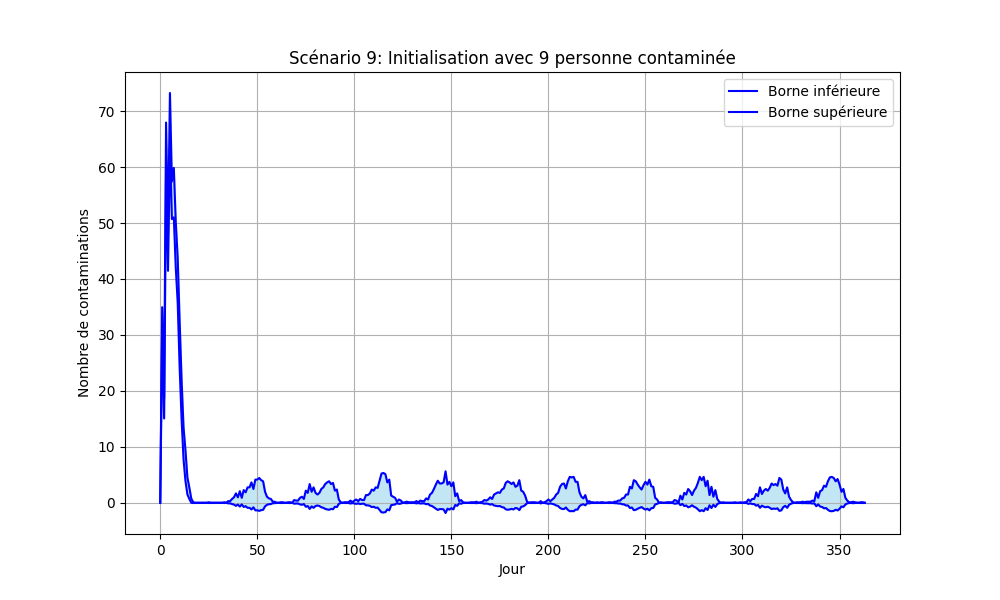 Scénario 9: Initialisation avec 9 personne contaminée
Borne inférieure
Borne supérieure
Nombre de contaminations
70
60
50
40
30
20
10
0
0 50 100 150 200 250 300 350
Jour